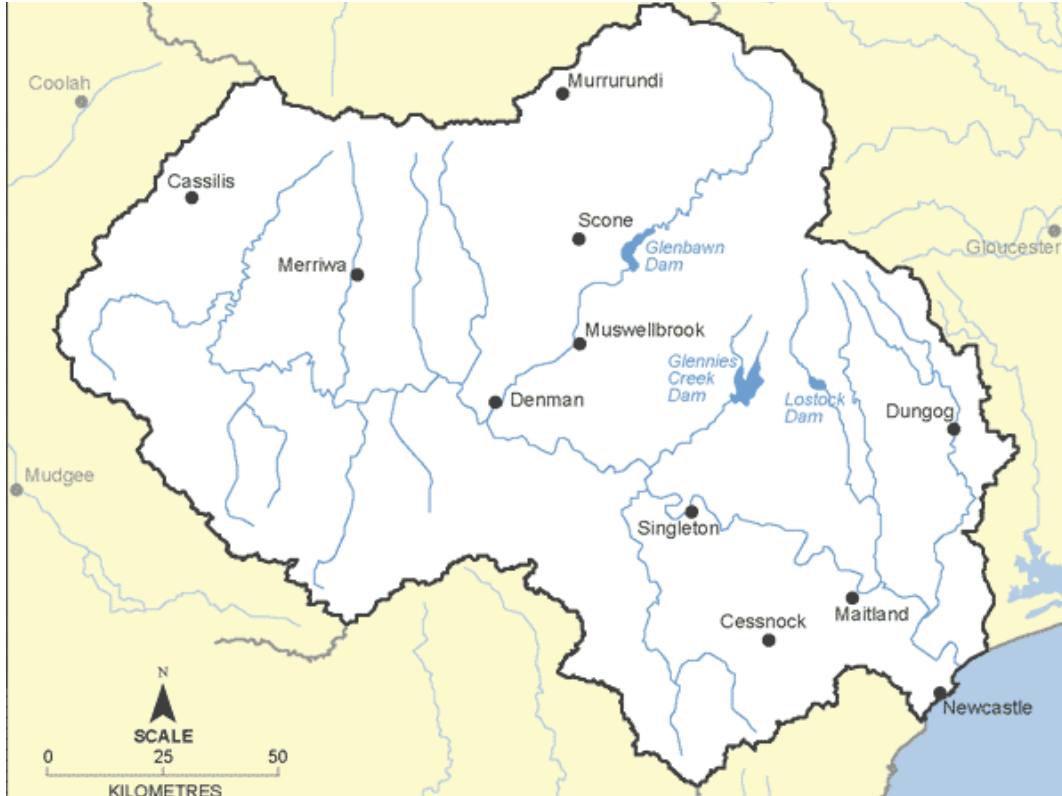 Murrurundi
Coolah
Cassilis
Scone
Gloucester
Glenbawn
Dam
Merriwa
Muswellbrook
Glennies
Creek
Dam
Lostock
Dam
Denman
Dungog
Mudgee
Singleton
Maitland
Cessnock
Newcastle
N
SCALE
0 25 50
KILOMETRES